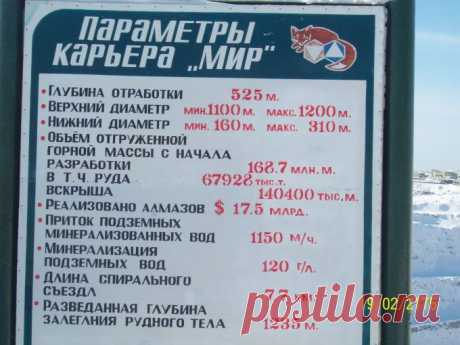 ПАРАМЕТРЫ
КАРЬЕРА „МИР"
• ГЛУБИНА ОТРАБОТКИ 525 М.
• ВЕРХНИЙ ДИАМЕТР МИН. 1100 М. МАКС. 1200 М.
• НИЖНИЙ ДИАМЕТР МИН. 160 М. МАКС. 310 М.
• ОБЪЁМ ОТГРУЖЕННОЙ
ГОРНОЙ МАССЫ С НАЧАЛА
РАЗРАБОТКИ 168.7 МЛН. М.
В Т.Ч. РУДА 67928 ТЫС. Т.
ВСКРЫША 140400 ТЫС. М.
• РЕАЛИЗОВАНО АЛМАЗОВ $ 17.5 МЛРД.
• ПРИТОК ПОДЗЕМНЫХ
МИНЕРАЛИЗОВАННЫХ ВОД 1150 М/Ч.
• МИНЕРАЛИЗАЦИЯ
ПОДЗЕМНЫХ ВОД 120 Г/Л.
• ДЛИНА СПИРАЛЬНОГО
СЪЕЗДА
• РАЗВЕДАННАЯ ГЛУБИНА
ЗАЛЕГАНИЯ РУДНОГО ТЕЛА 1235 М.
postila.ru